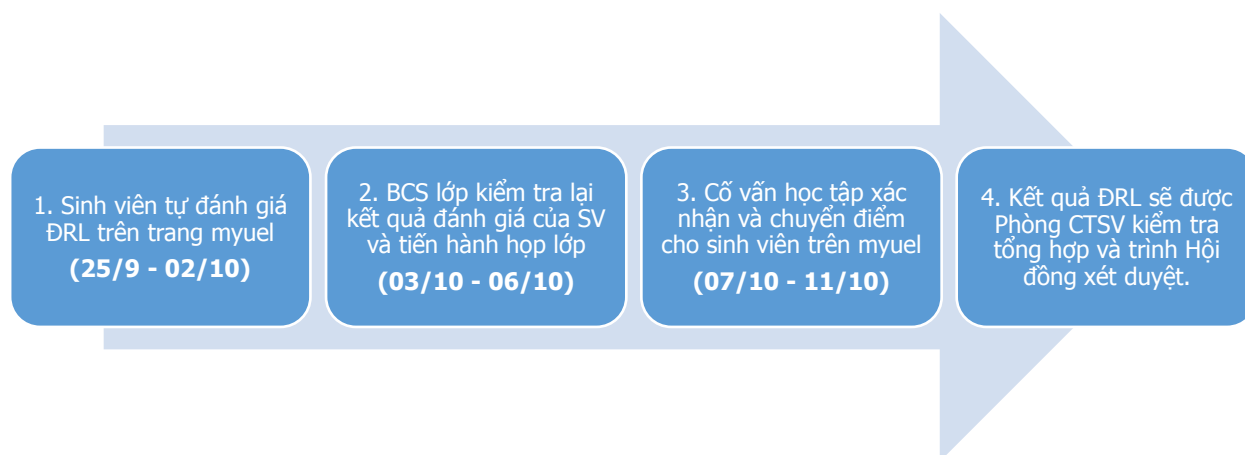 1. Sinh viên tự đánh giá
ĐRL trên trang myuel
(25/9 - 02/10)
2. BCS lớp kiểm tra lại
kết quả đánh giá của SV
và tiến hành họp lớp
(03/10 - 06/10)
3. Cố vấn học tập xác
nhận và chuyển điểm
cho sinh viên trên myuel
(07/10 - 11/10)
4. Kết quả ĐRL sẽ được
Phòng CTSV kiểm tra
tổng hợp và trình Hội
đồng xét duyệt.